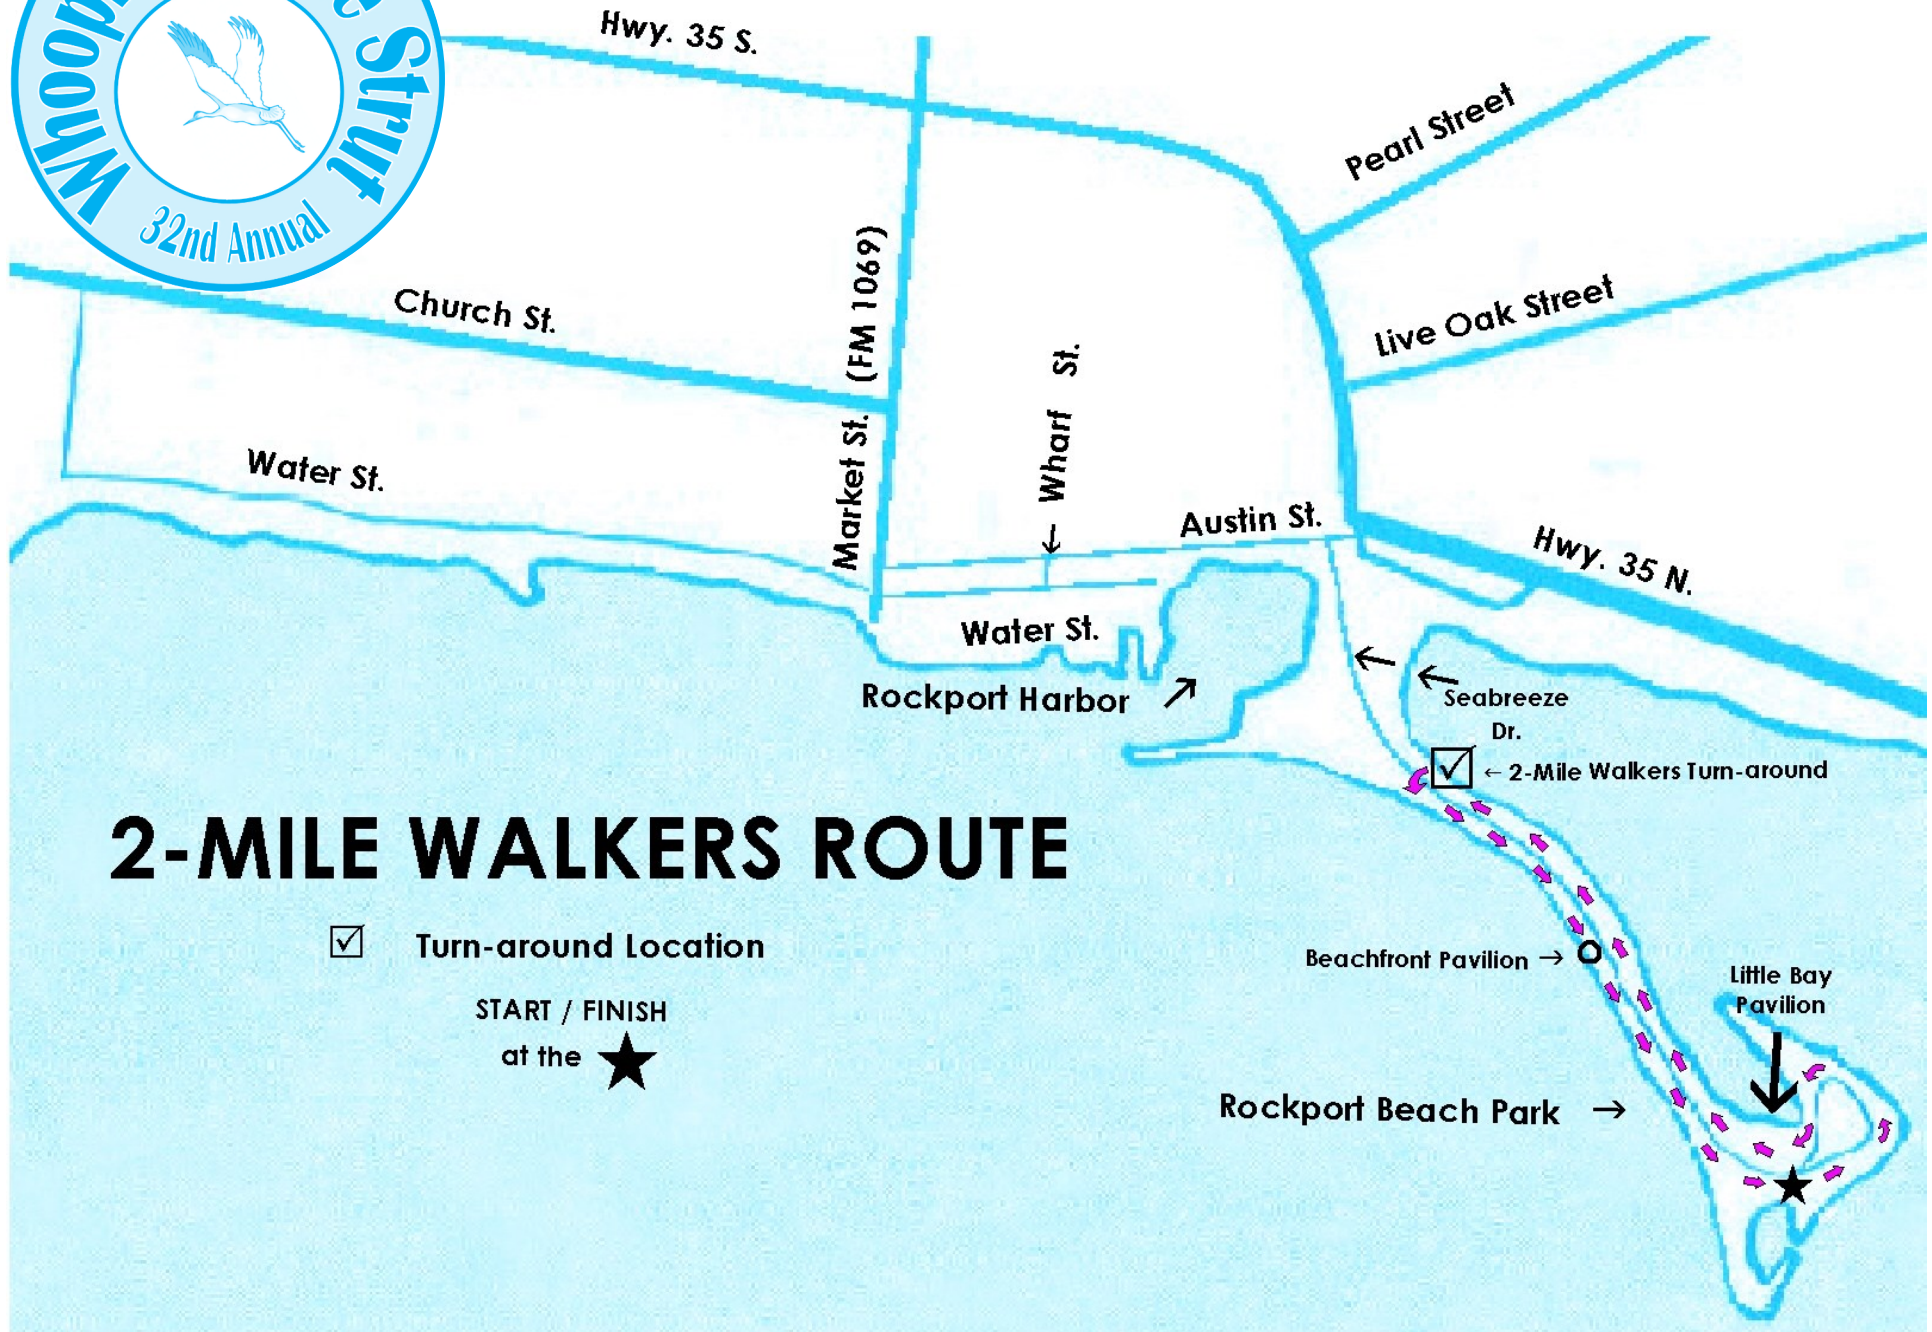 Strut
32nd Annual
Hwy. 35 S.
Pearl Street
Church St.
Market St. (FM 1069)
Wharf St.
Live Oak Street
Water St.
Austin St.
Hwy. 35 N.
Water St.
Rockport Harbor
Seabreeze
Dr.
← 2-Mile Walkers Turn-around
2-MILE WALKERS ROUTE
☑ Turn-around Location
START / FINISH
at the ★
Beachfront Pavilion →
Little Bay
Pavilion
Rockport Beach Park →